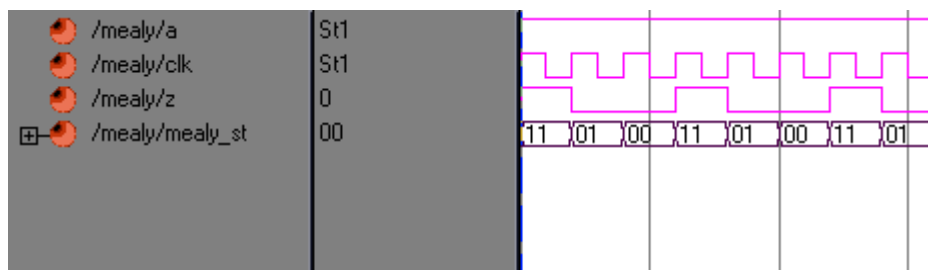 /mealy/a St1
/mealy/clk St1
/mealy/z 0
/mealy/mealy_st 00 11 01 00 11 01 00 11 01